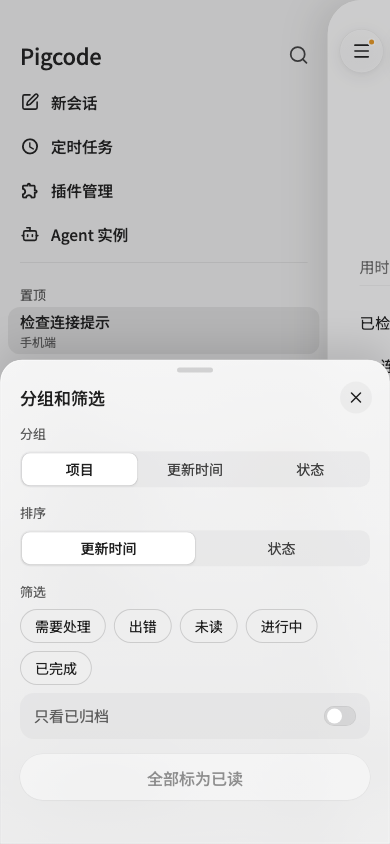 Pigcode
新会话
定时任务
插件管理
Agent 实例
置顶
检查连接提示
手机端
用时
已检
分组和筛选
分组
项目 更新时间 状态
排序
更新时间 状态
筛选
需要处理 出错 未读 进行中
已完成
只看已归档
全部标为已读